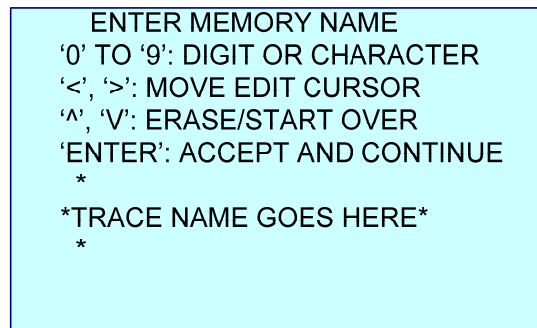 ENTER MEMORY NAME
‘0’ TO ‘9’: DIGIT OR CHARACTER
‘<’, ‘>’: MOVE EDIT CURSOR
‘^’, ‘V’: ERASE/START OVER
‘ENTER’: ACCEPT AND CONTINUE
*
*TRACE NAME GOES HERE*
*